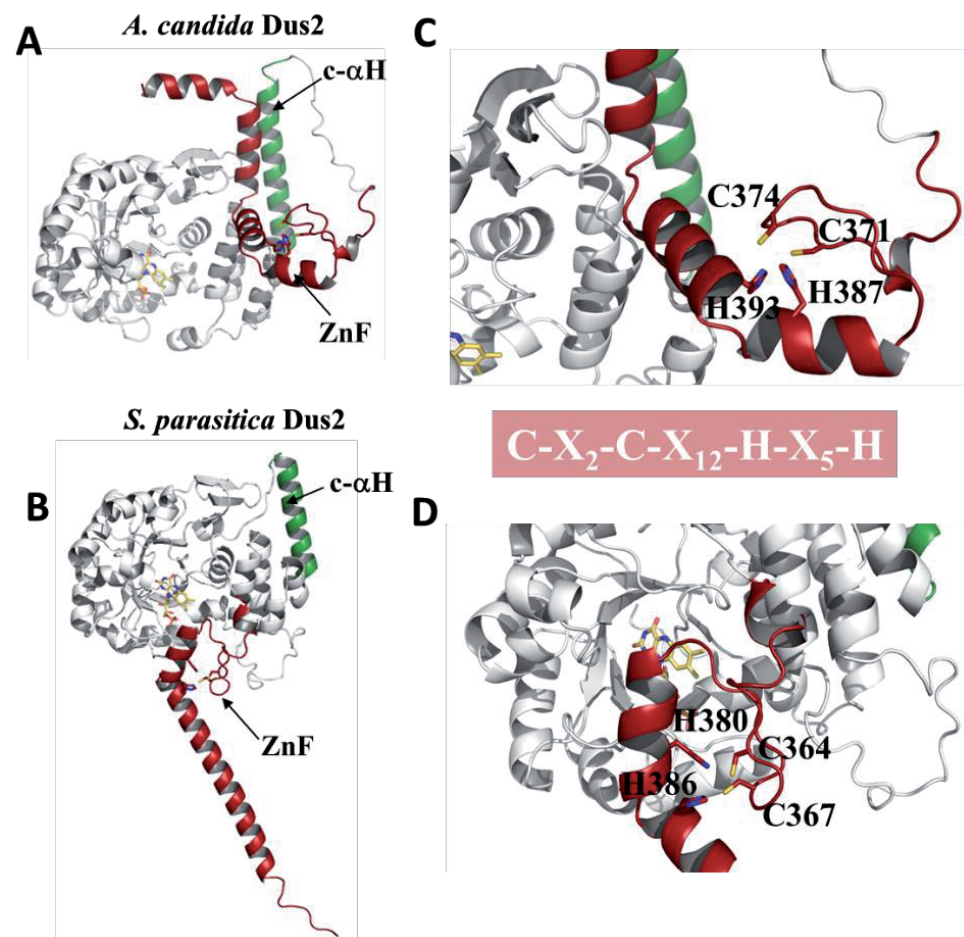 A
A. candida Dus2
c-αH
ZnF
C
C374
C371
H393
H387
C-X₂-C-X₁₂-H-X₅-H
S. parasitica Dus2
B
c-αH
ZnF
D
H380
C364
H386
C367